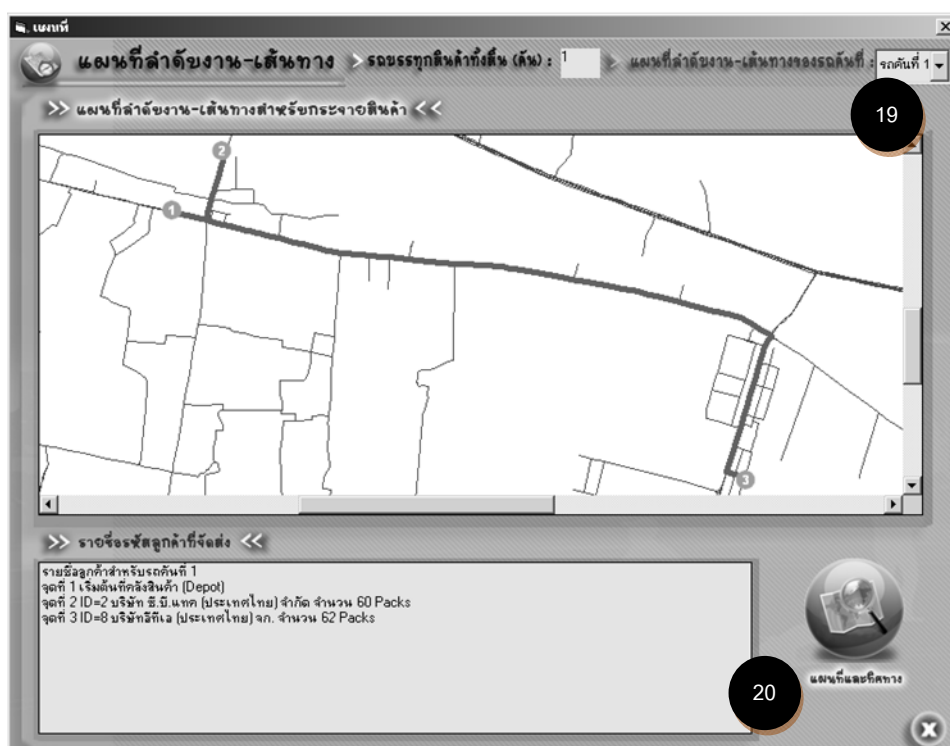 แผนที่
แผนที่ลำดับงาน-เส้นทาง รถบรรทุกสินค้าทั้งสิ้น (คัน) : 1 แผนที่ลำดับงาน-เส้นทางของรถคันที่ : รถคันที่ 1
19
>> แผนที่ลำดับงาน-เส้นทางสำหรับกระจายสินค้า <<
2
1
3
>> รายชื่อรหัสลูกค้าที่จัดส่ง <<
รายชื่อลูกค้าสำหรับรถคันที่ 1
จุดที่ 1 เริ่มต้นที่คลังสินค้า (Depot)
จุดที่ 2 ID=2 บริษัท ซี.บี.แทค (ประเทศไทย) จำกัด จำนวน 60 Packs
จุดที่ 3 ID=8 บริษัทอีทีเอ (ประเทศไทย) จก. จำนวน 62 Packs
แผนที่และทิศทาง
20